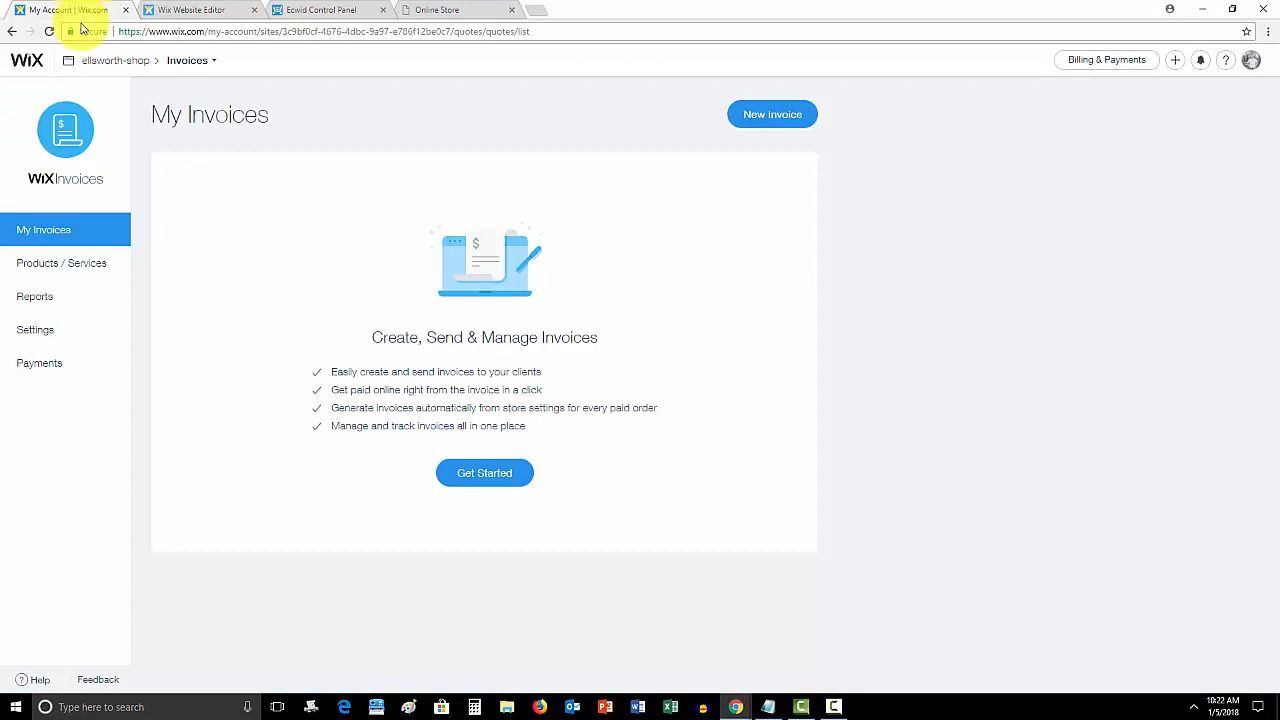 My Account | Wix.com
Wix Website Editor
Ecwid Control Panel
Online Store
Secure
https://www.wix.com/my-account/sites/3c9bf0cf-4676-4dbc-9a97-e786f12be0c7/quotes/quotes/list
WiX
ellsworth-shop > Invoices
Billing & Payments
My Invoices
New Invoice
WiX Invoices
My Invoices
Products / Services
Reports
Settings
Payments
$
$
Create, Send & Manage Invoices
Easily create and send invoices to your clients
Get paid online right from the invoice in a click
Generate invoices automatically from store settings for every paid order
Manage and track invoices all in one place
Get Started
? Help
Feedback
Type here to search
10:22 AM
1/5/2018